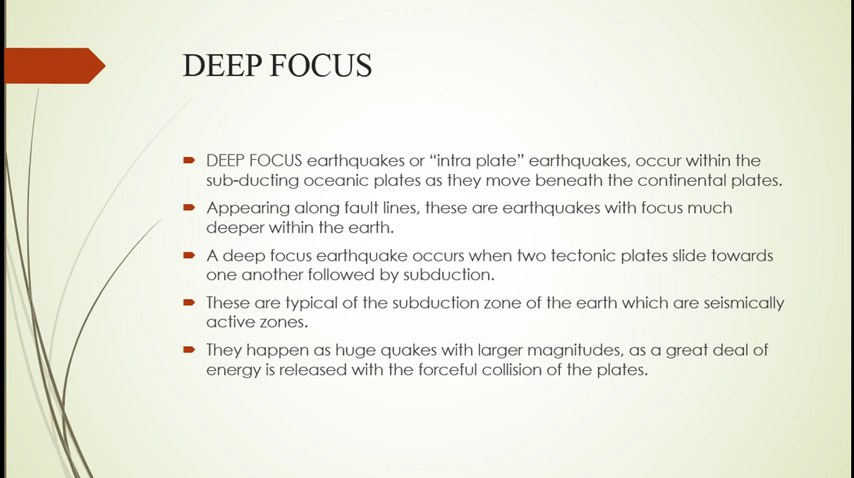 DEEP FOCUS
DEEP FOCUS earthquakes or “intra plate” earthquakes, occur within the
sub-ducting oceanic plates as they move beneath the continental plates.
Appearing along fault lines, these are earthquakes with focus much
deeper within the earth.
A deep focus earthquake occurs when two tectonic plates slide towards
one another followed by subduction.
These are typical of the subduction zone of the earth which are seismically
active zones.
They happen as huge quakes with larger magnitudes, as a great deal of
energy is released with the forceful collision of the plates.